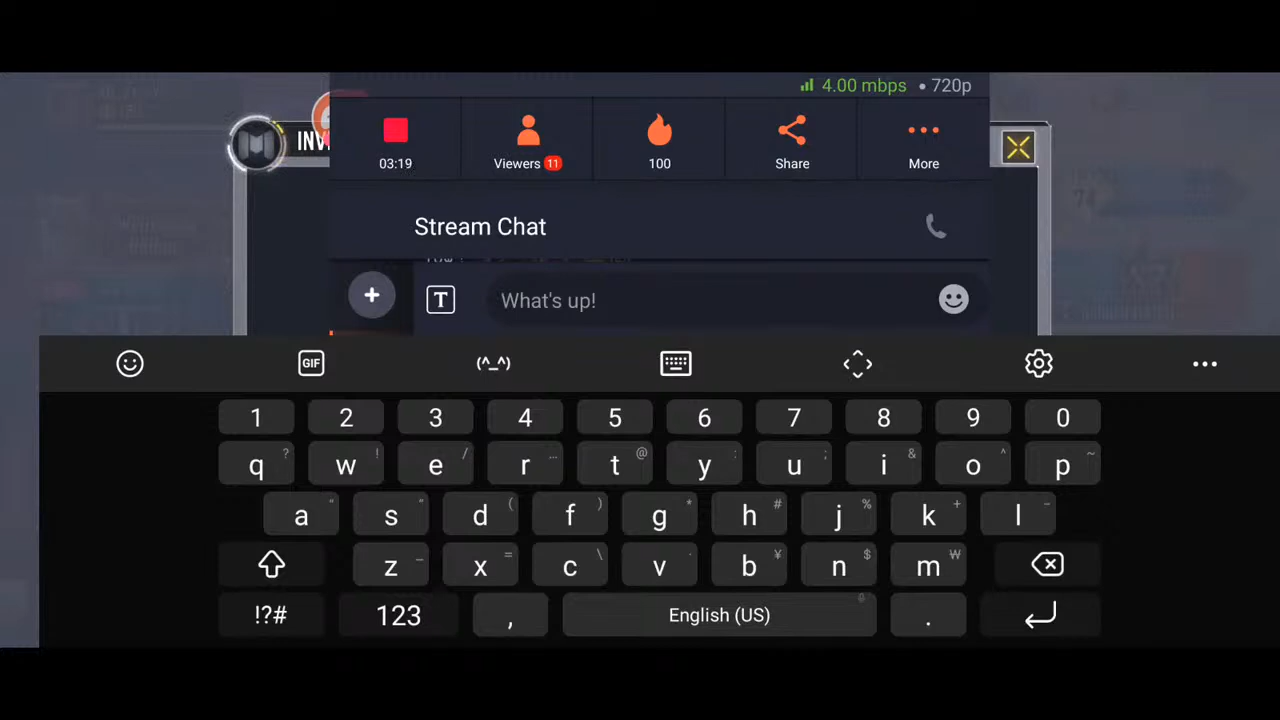 4.00 mbps • 720p
INV
03:19
Viewers 11
100
Share
More
Stream Chat
T What's up!
GIF (^_^)
1 2 3 4 5 6 7 8 9 0
q ? w ! e / r … t @ y : u ; i & o ^ p ~
a s d ( f ) g * h # j % k + l -
z _ x = c \ v b ¥ n $ m ₩
!?# 123 , English (US) .